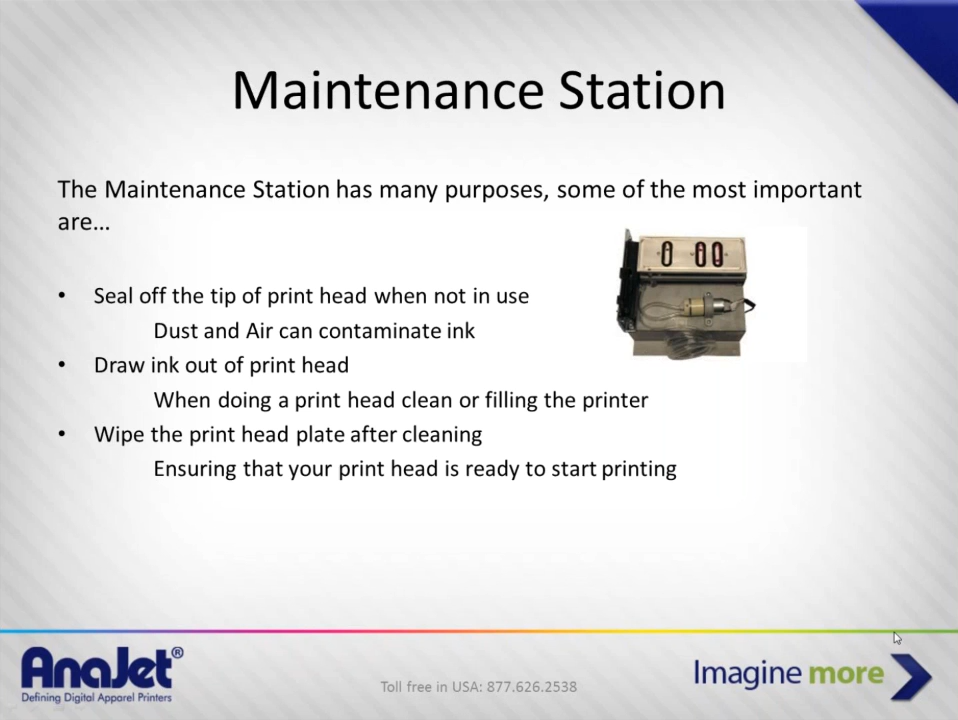 Maintenance Station
The Maintenance Station has many purposes, some of the most important
are…
• Seal off the tip of print head when not in use
Dust and Air can contaminate ink
• Draw ink out of print head
When doing a print head clean or filling the printer
• Wipe the print head plate after cleaning
Ensuring that your print head is ready to start printing
AnaJet®
Defining Digital Apparel Printers
Toll free in USA: 877.626.2538
Imagine more